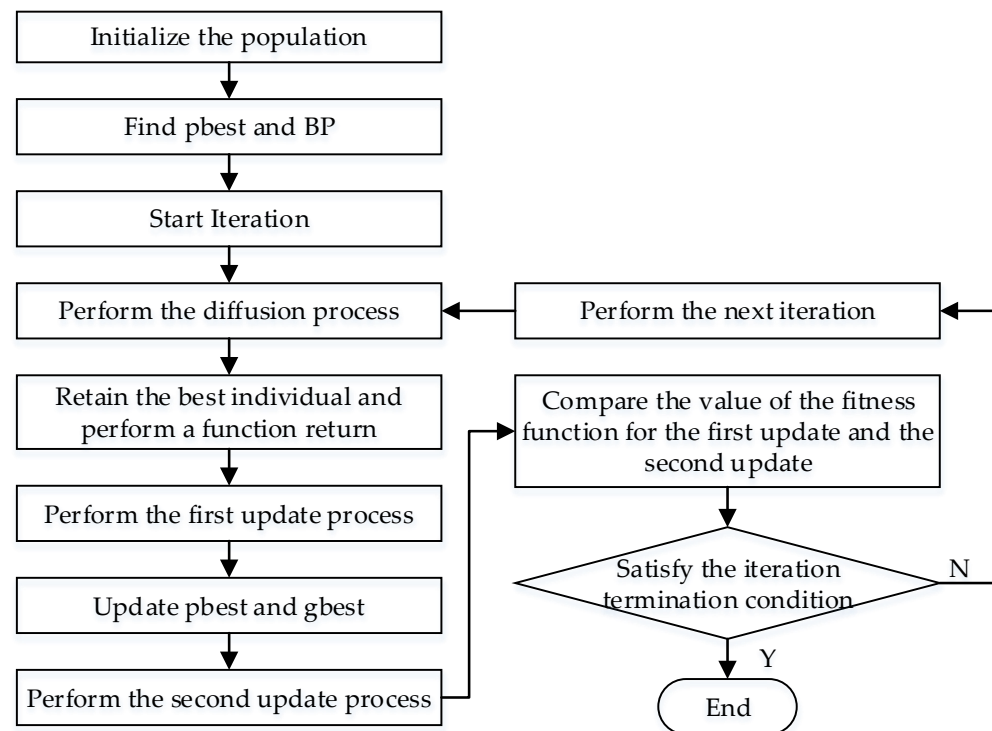 Initialize the population
Find pbest and BP
Start Iteration
Perform the diffusion process
Perform the next iteration
Retain the best individual and
perform a function return
Compare the value of the fitness
function for the first update and the
second update
Perform the first update process
Satisfy the iteration
termination condition
N
Update pbest and gbest
Y
Perform the second update process
End